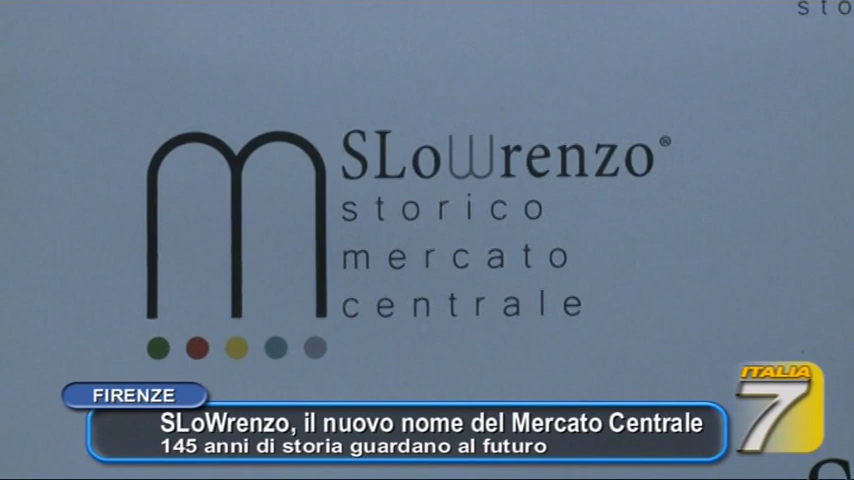 sto
SLoWrenzo®
storico
mercato
centrale
FIRENZE
SLoWrenzo, il nuovo nome del Mercato Centrale
145 anni di storia guardano al futuro
ITALIA
7
S